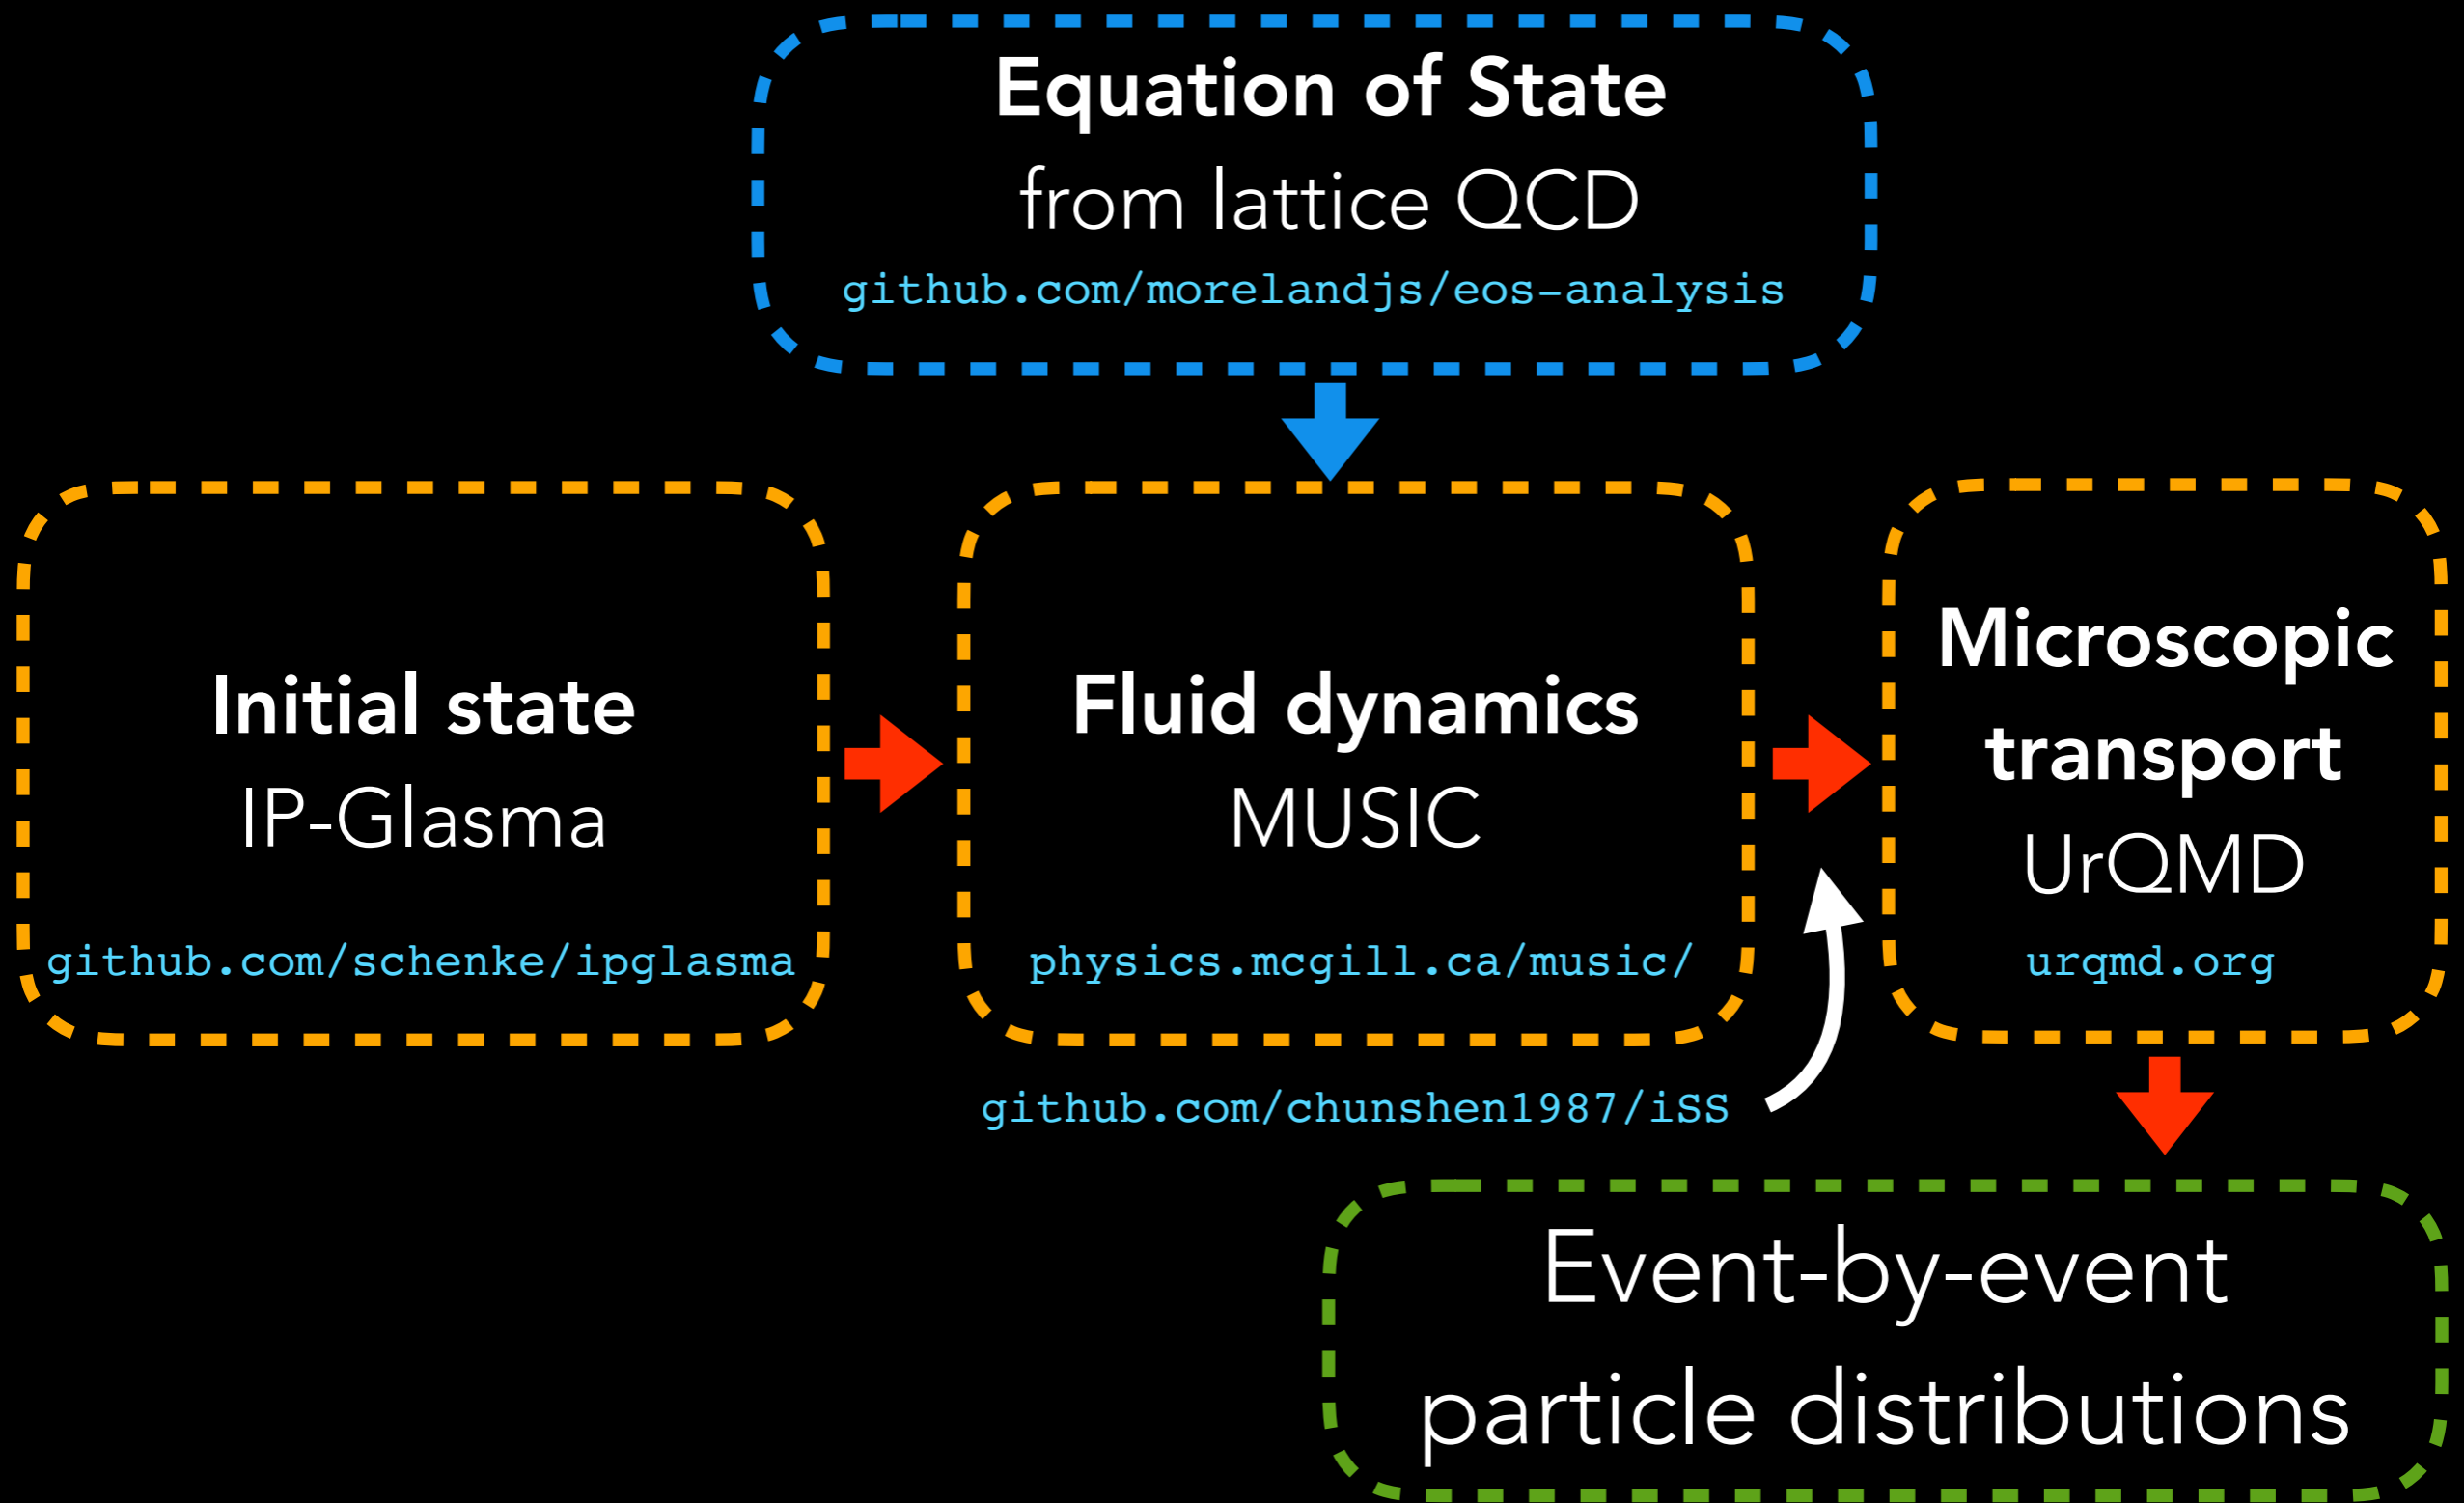 Equation of State
from lattice QCD
github.com/morelandjs/eos-analysis
Initial state
IP-Glasma
github.com/schenke/ipglasma
Fluid dynamics
MUSIC
physics.mcgill.ca/music/
Microscopic
transport
UrQMD
urqmd.org
github.com/chunshen1987/iSS
Event-by-event
particle distributions